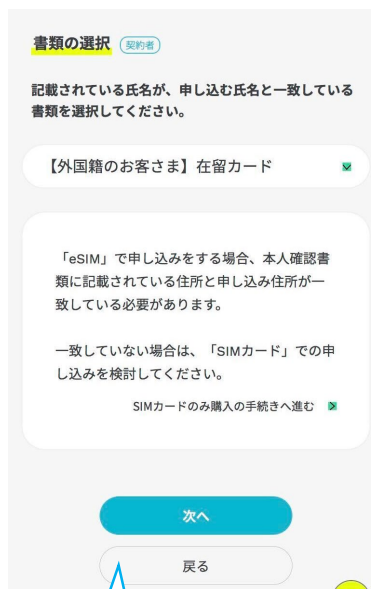 書類の選択 契約者
記載されている氏名が、申し込む氏名と一致している
書類を選択してください。
【外国籍のお客さま】在留カード
「eSIM」で申し込みをする場合、本人確認書
類に記載されている住所と申し込み住所が一
致している必要があります。
一致していない場合は、「SIMカード」での申
し込みを検討してください。
SIMカードのみ購入の手続きへ進む
次へ
戻る